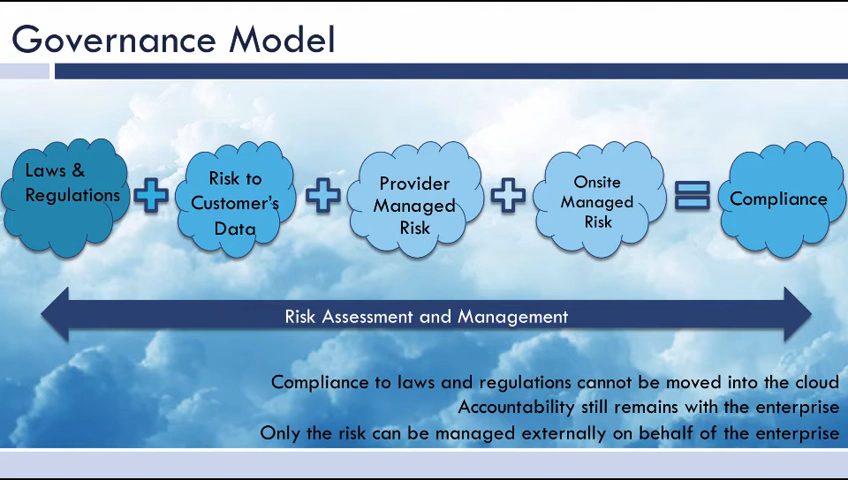 Governance Model
Laws &
Regulations
Risk to
Customer's
Data
Provider
Managed
Risk
Onsite
Managed
Risk
Compliance
Risk Assessment and Management
Compliance to laws and regulations cannot be moved into the cloud
Accountability still remains with the enterprise
Only the risk can be managed externally on behalf of the enterprise